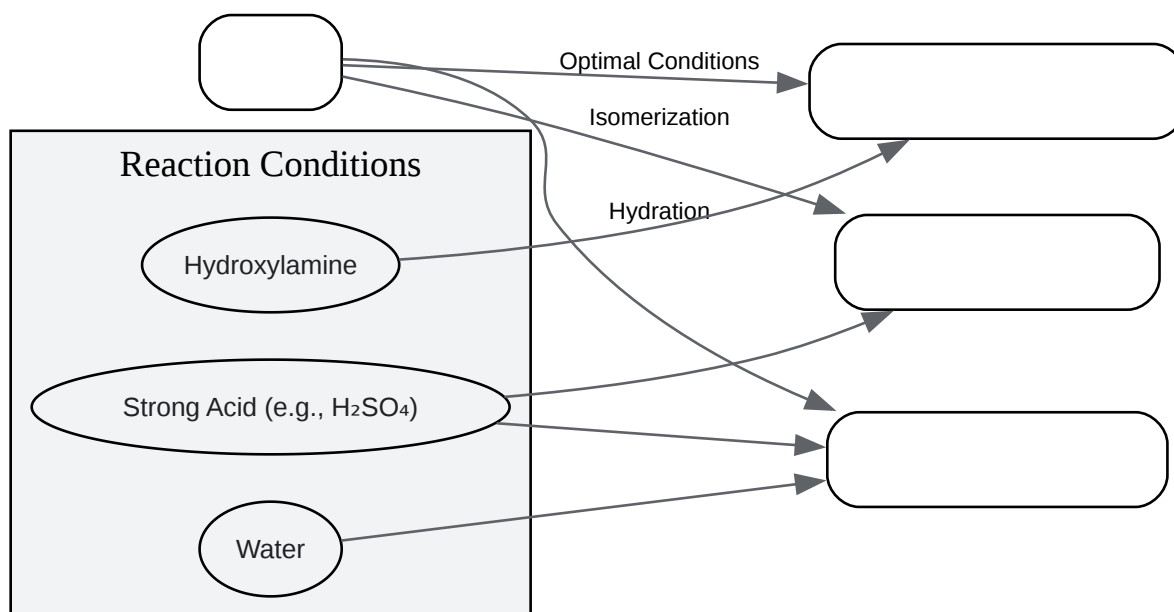 Optimal Conditions
Isomerization
Reaction Conditions
Hydration
Hydroxylamine
Strong Acid (e.g., H₂SO₄)
Water